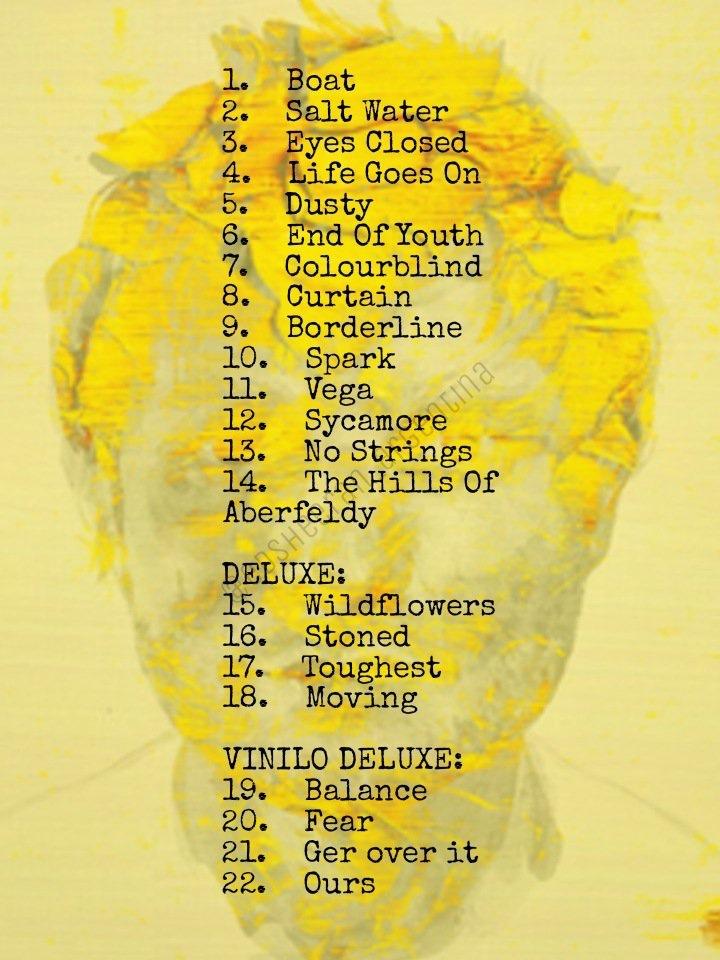 1. Boat
2. Salt Water
3. Eyes Closed
4. Life Goes On
5. Dusty
6. End Of Youth
7. Colourblind
8. Curtain
9. Borderline
10. Spark
11. Vega
12. Sycamore
13. No Strings
14. The Hills Of
Aberfeldy
DELUXE:
15. Wildflowers
16. Stoned
17. Toughest
18. Moving
VINILO DELUXE:
19. Balance
20. Fear
21. Ger over it
22. Ours